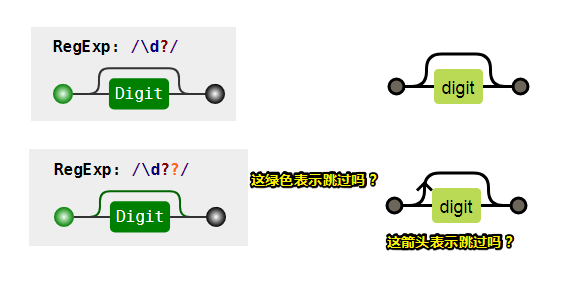 RegExp: /\d?/
Digit
digit
RegExp: /\d??/
这绿色表示跳过吗？
Digit
digit
这箭头表示跳过吗？